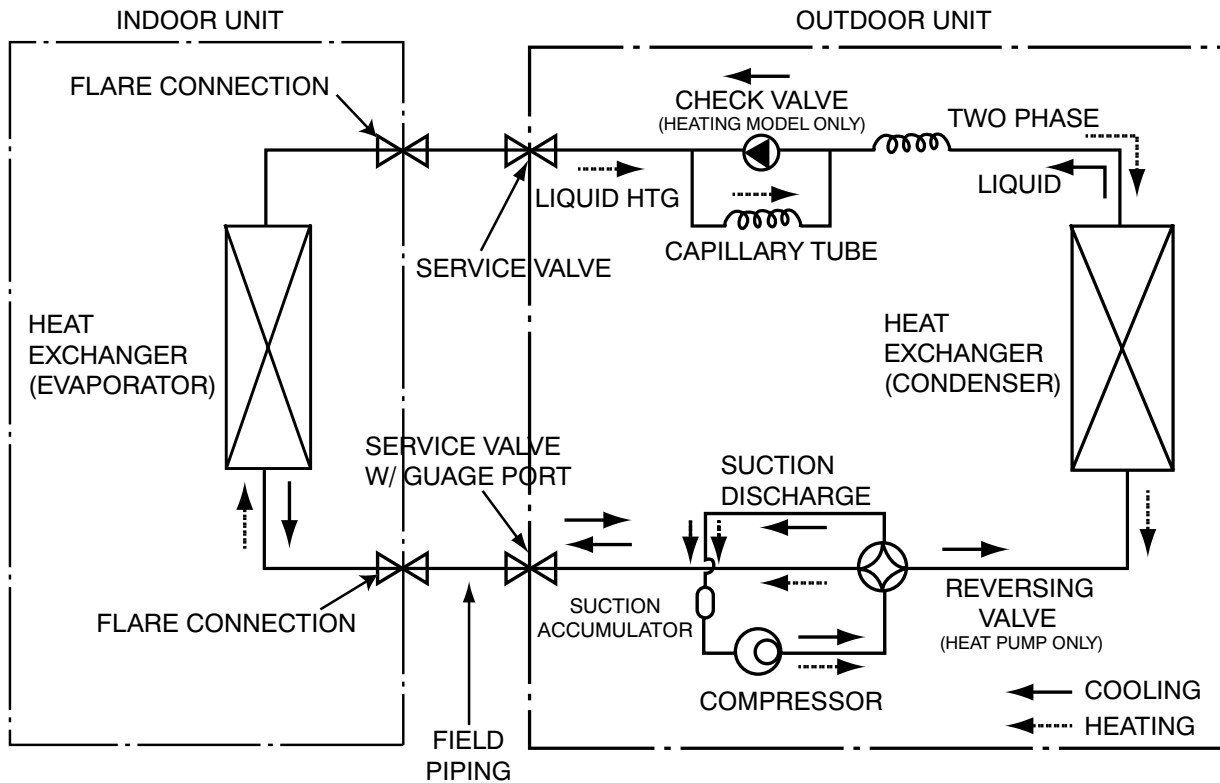 INDOOR UNIT
OUTDOOR UNIT
FLARE CONNECTION
CHECK VALVE
(HEATING MODEL ONLY)
TWO PHASE
LIQUID HTG
LIQUID
CAPILLARY TUBE
SERVICE VALVE
HEAT
EXCHANGER
(EVAPORATOR)
HEAT
EXCHANGER
(CONDENSER)
SERVICE VALVE
W/ GUAGE PORT
SUCTION
DISCHARGE
FLARE CONNECTION
SUCTION
ACCUMULATOR
REVERSING
VALVE
(HEAT PUMP ONLY)
COMPRESSOR
COOLING
HEATING
FIELD
PIPING